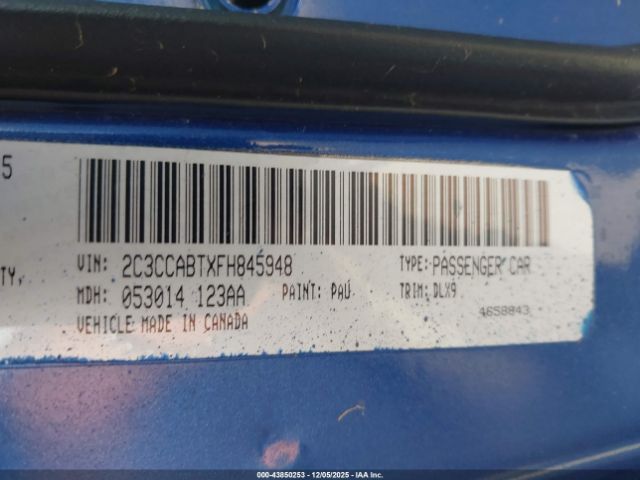 5
TY,
VIN: 2C3CCABTXFH845948 TYPE: PASSENGER CAR
MDH: 053014 123AA PAINT: PAU TRIM: DLX9
VEHICLE MADE IN CANADA 4658843
000-43850253 - 12/05/2025 - IAA Inc.